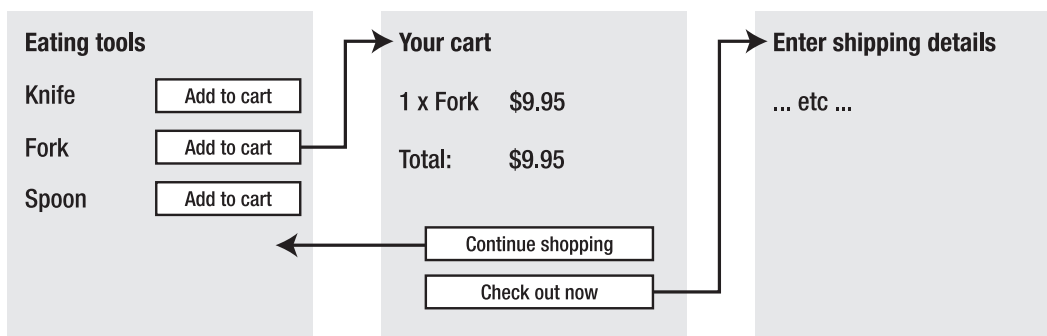 Eating tools
Knife Add to cart
Fork Add to cart
Spoon Add to cart
Your cart
1 x Fork $9.95
Total: $9.95
Continue shopping
Check out now
Enter shipping details
... etc ...